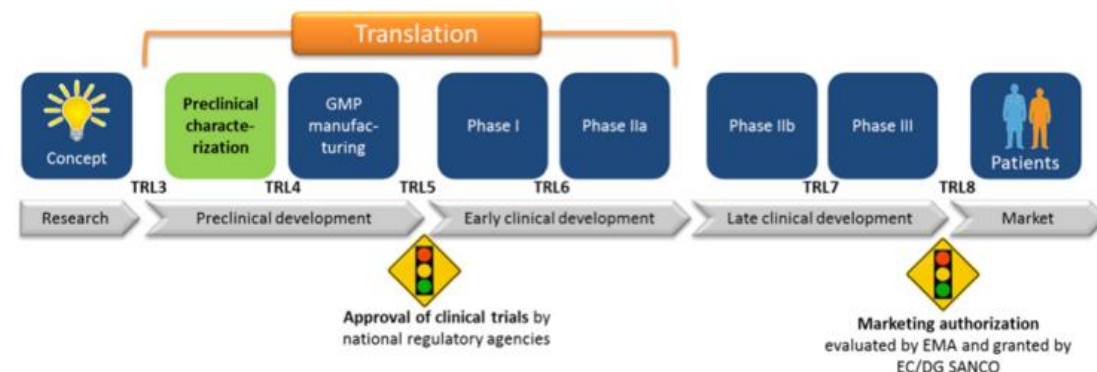 Translation
Concept
Preclinical
characte-
rization
GMP
manufac-
turing
Phase I
Phase IIa
Phase IIb
Phase III
Patients
TRL3
TRL4
TRL5
TRL6
TRL7
TRL8
Research
Preclinical development
Early clinical development
Late clinical development
Market
Approval of clinical trials by
national regulatory agencies
Marketing authorization
evaluated by EMA and granted by
EC/DG SANCO